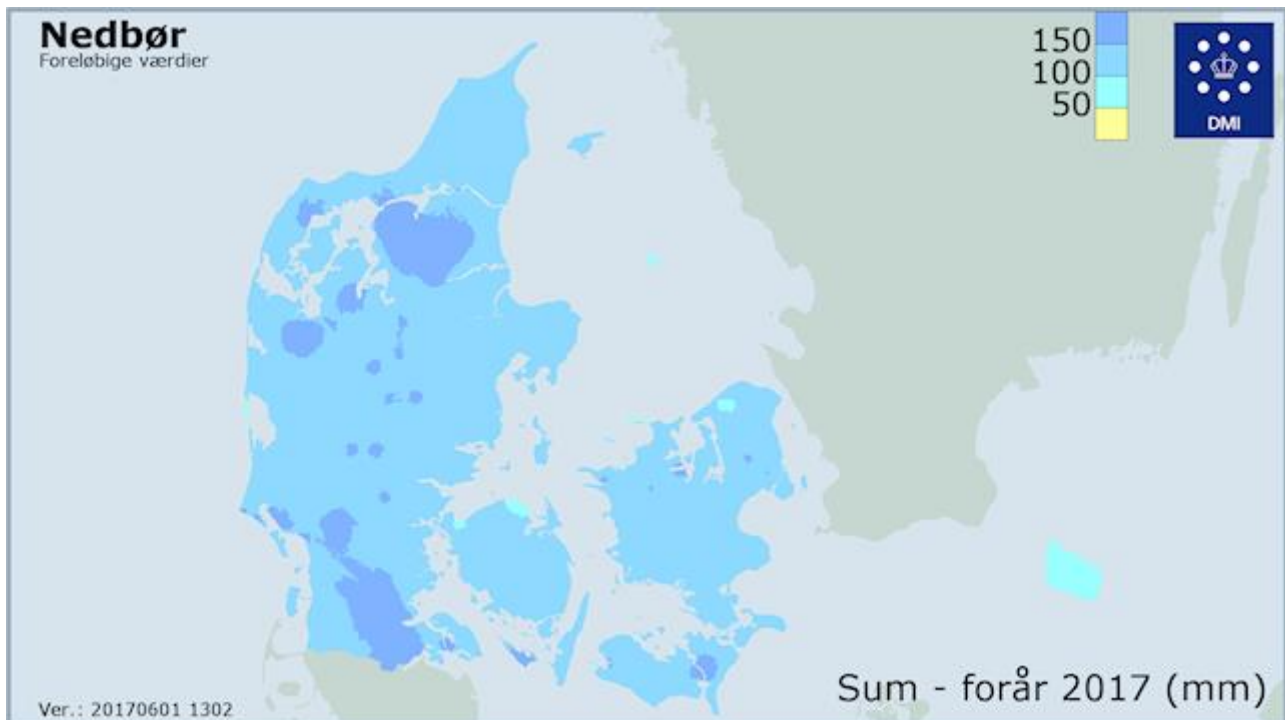 Nedbør
Foreløbige værdier
150
100
50
DMI
Sum - forår 2017 (mm)
Ver.: 20170601 1302